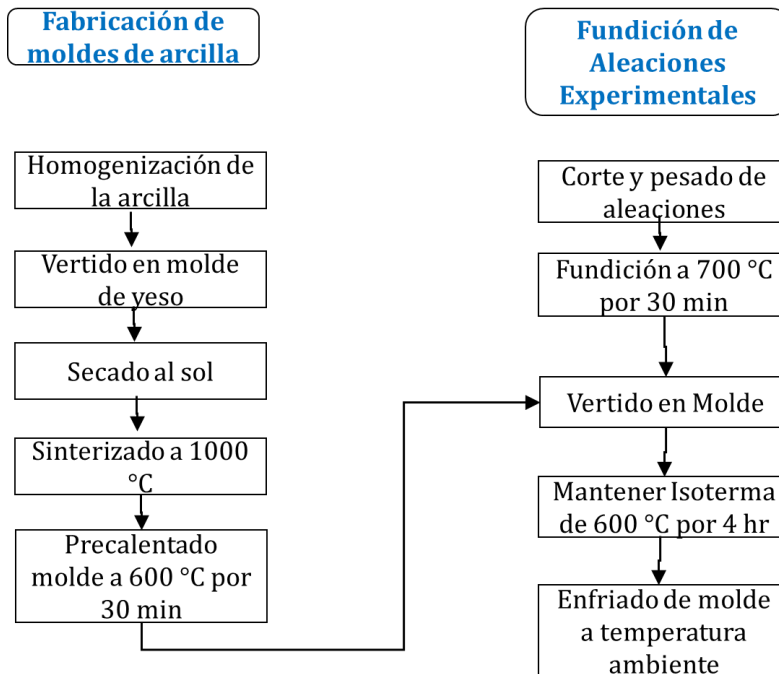 Fabricación de
moldes de arcilla
Homogenización de
la arcilla
Vertido en molde
de yeso
Secado al sol
Sinterizado a 1000
°C
Precalentado
molde a 600 °C por
30 min
Fundición de
Aleaciones
Experimentales
Corte y pesado de
aleaciones
Fundición a 700 °C
por 30 min
Vertido en Molde
Mantener Isoterma
de 600 °C por 4 hr
Enfriado de molde
a temperatura
ambiente